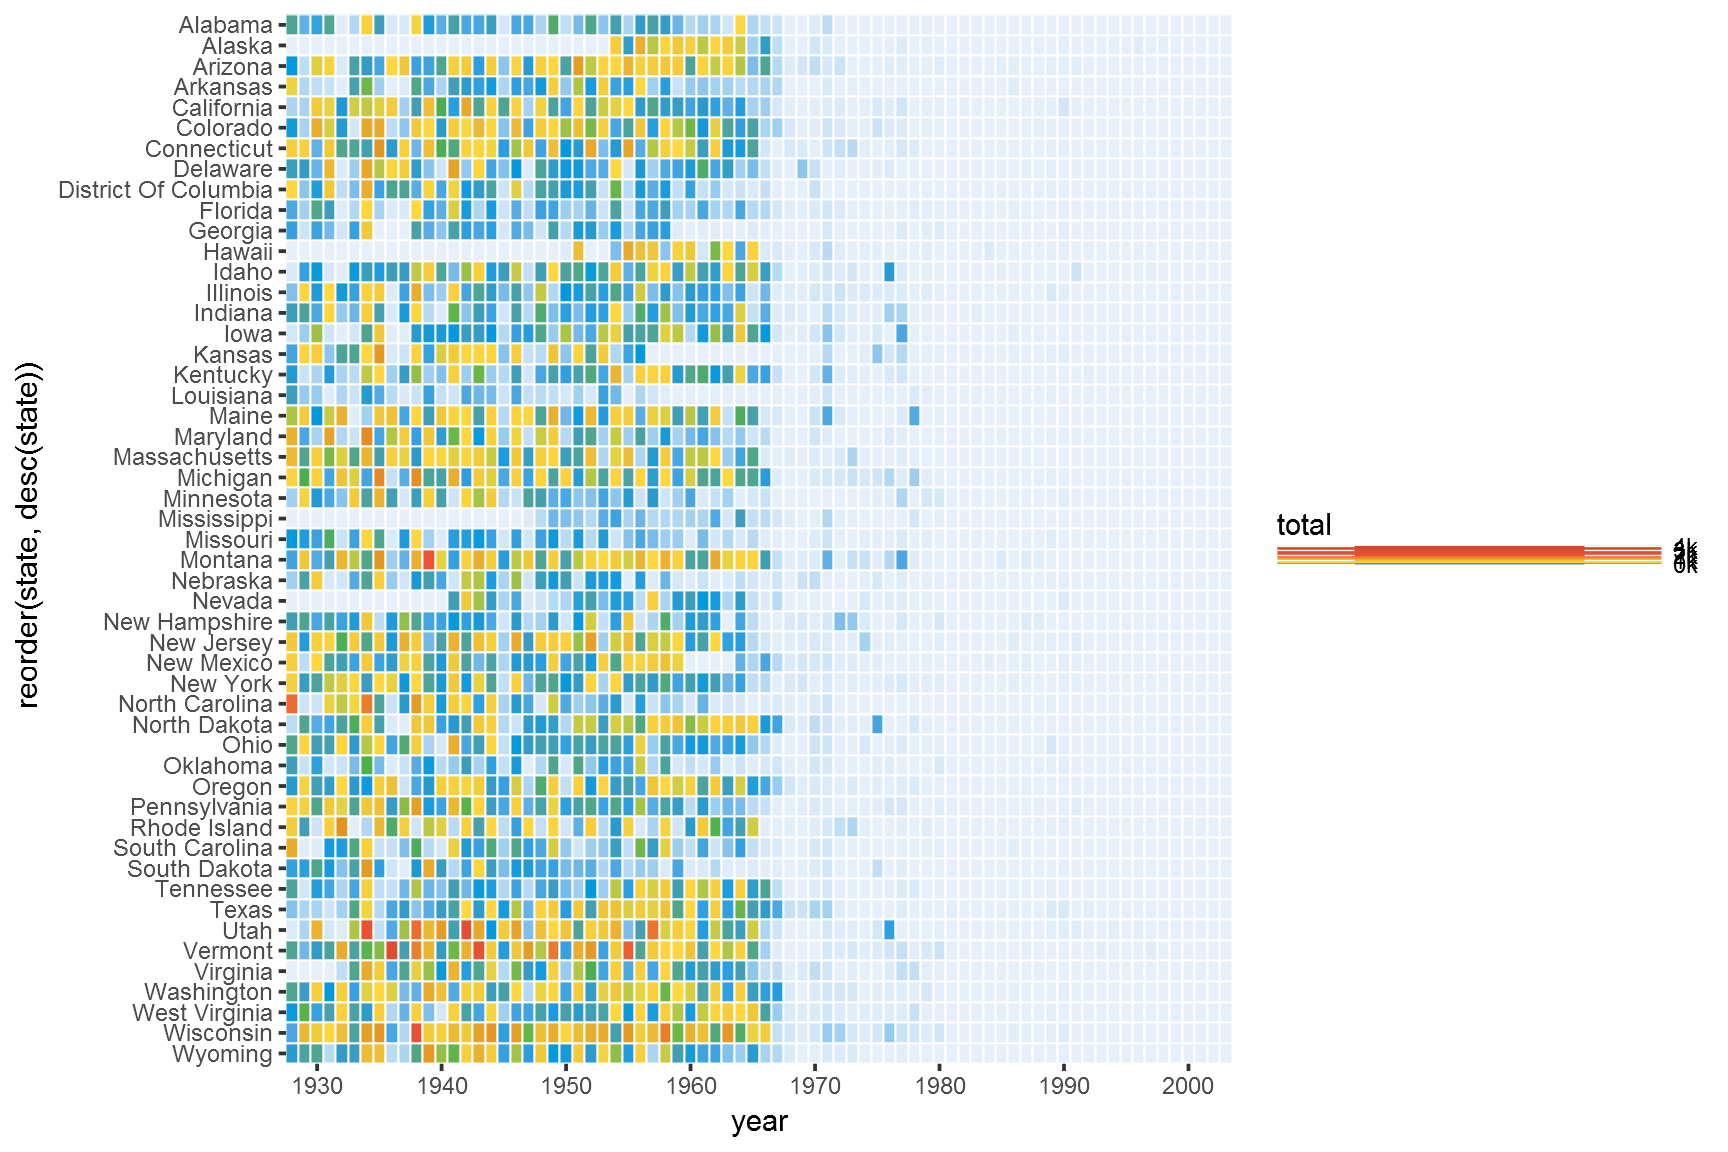 Alabama
Alaska
Arizona
Arkansas
California
Colorado
Connecticut
Delaware
District Of Columbia
Florida
Georgia
Hawaii
Idaho
Illinois
Indiana
Iowa
Kansas
Kentucky
Louisiana
Maine
Maryland
Massachusetts
Michigan
Minnesota
Mississippi
Missouri
Montana
Nebraska
Nevada
New Hampshire
New Jersey
New Mexico
New York
North Carolina
North Dakota
Ohio
Oklahoma
Oregon
Pennsylvania
Rhode Island
South Carolina
South Dakota
Tennessee
Texas
Utah
Vermont
Virginia
Washington
West Virginia
Wisconsin
Wyoming
reorder(state, desc(state))
1930 1940 1950 1960 1970 1980 1990 2000
year
total
0k